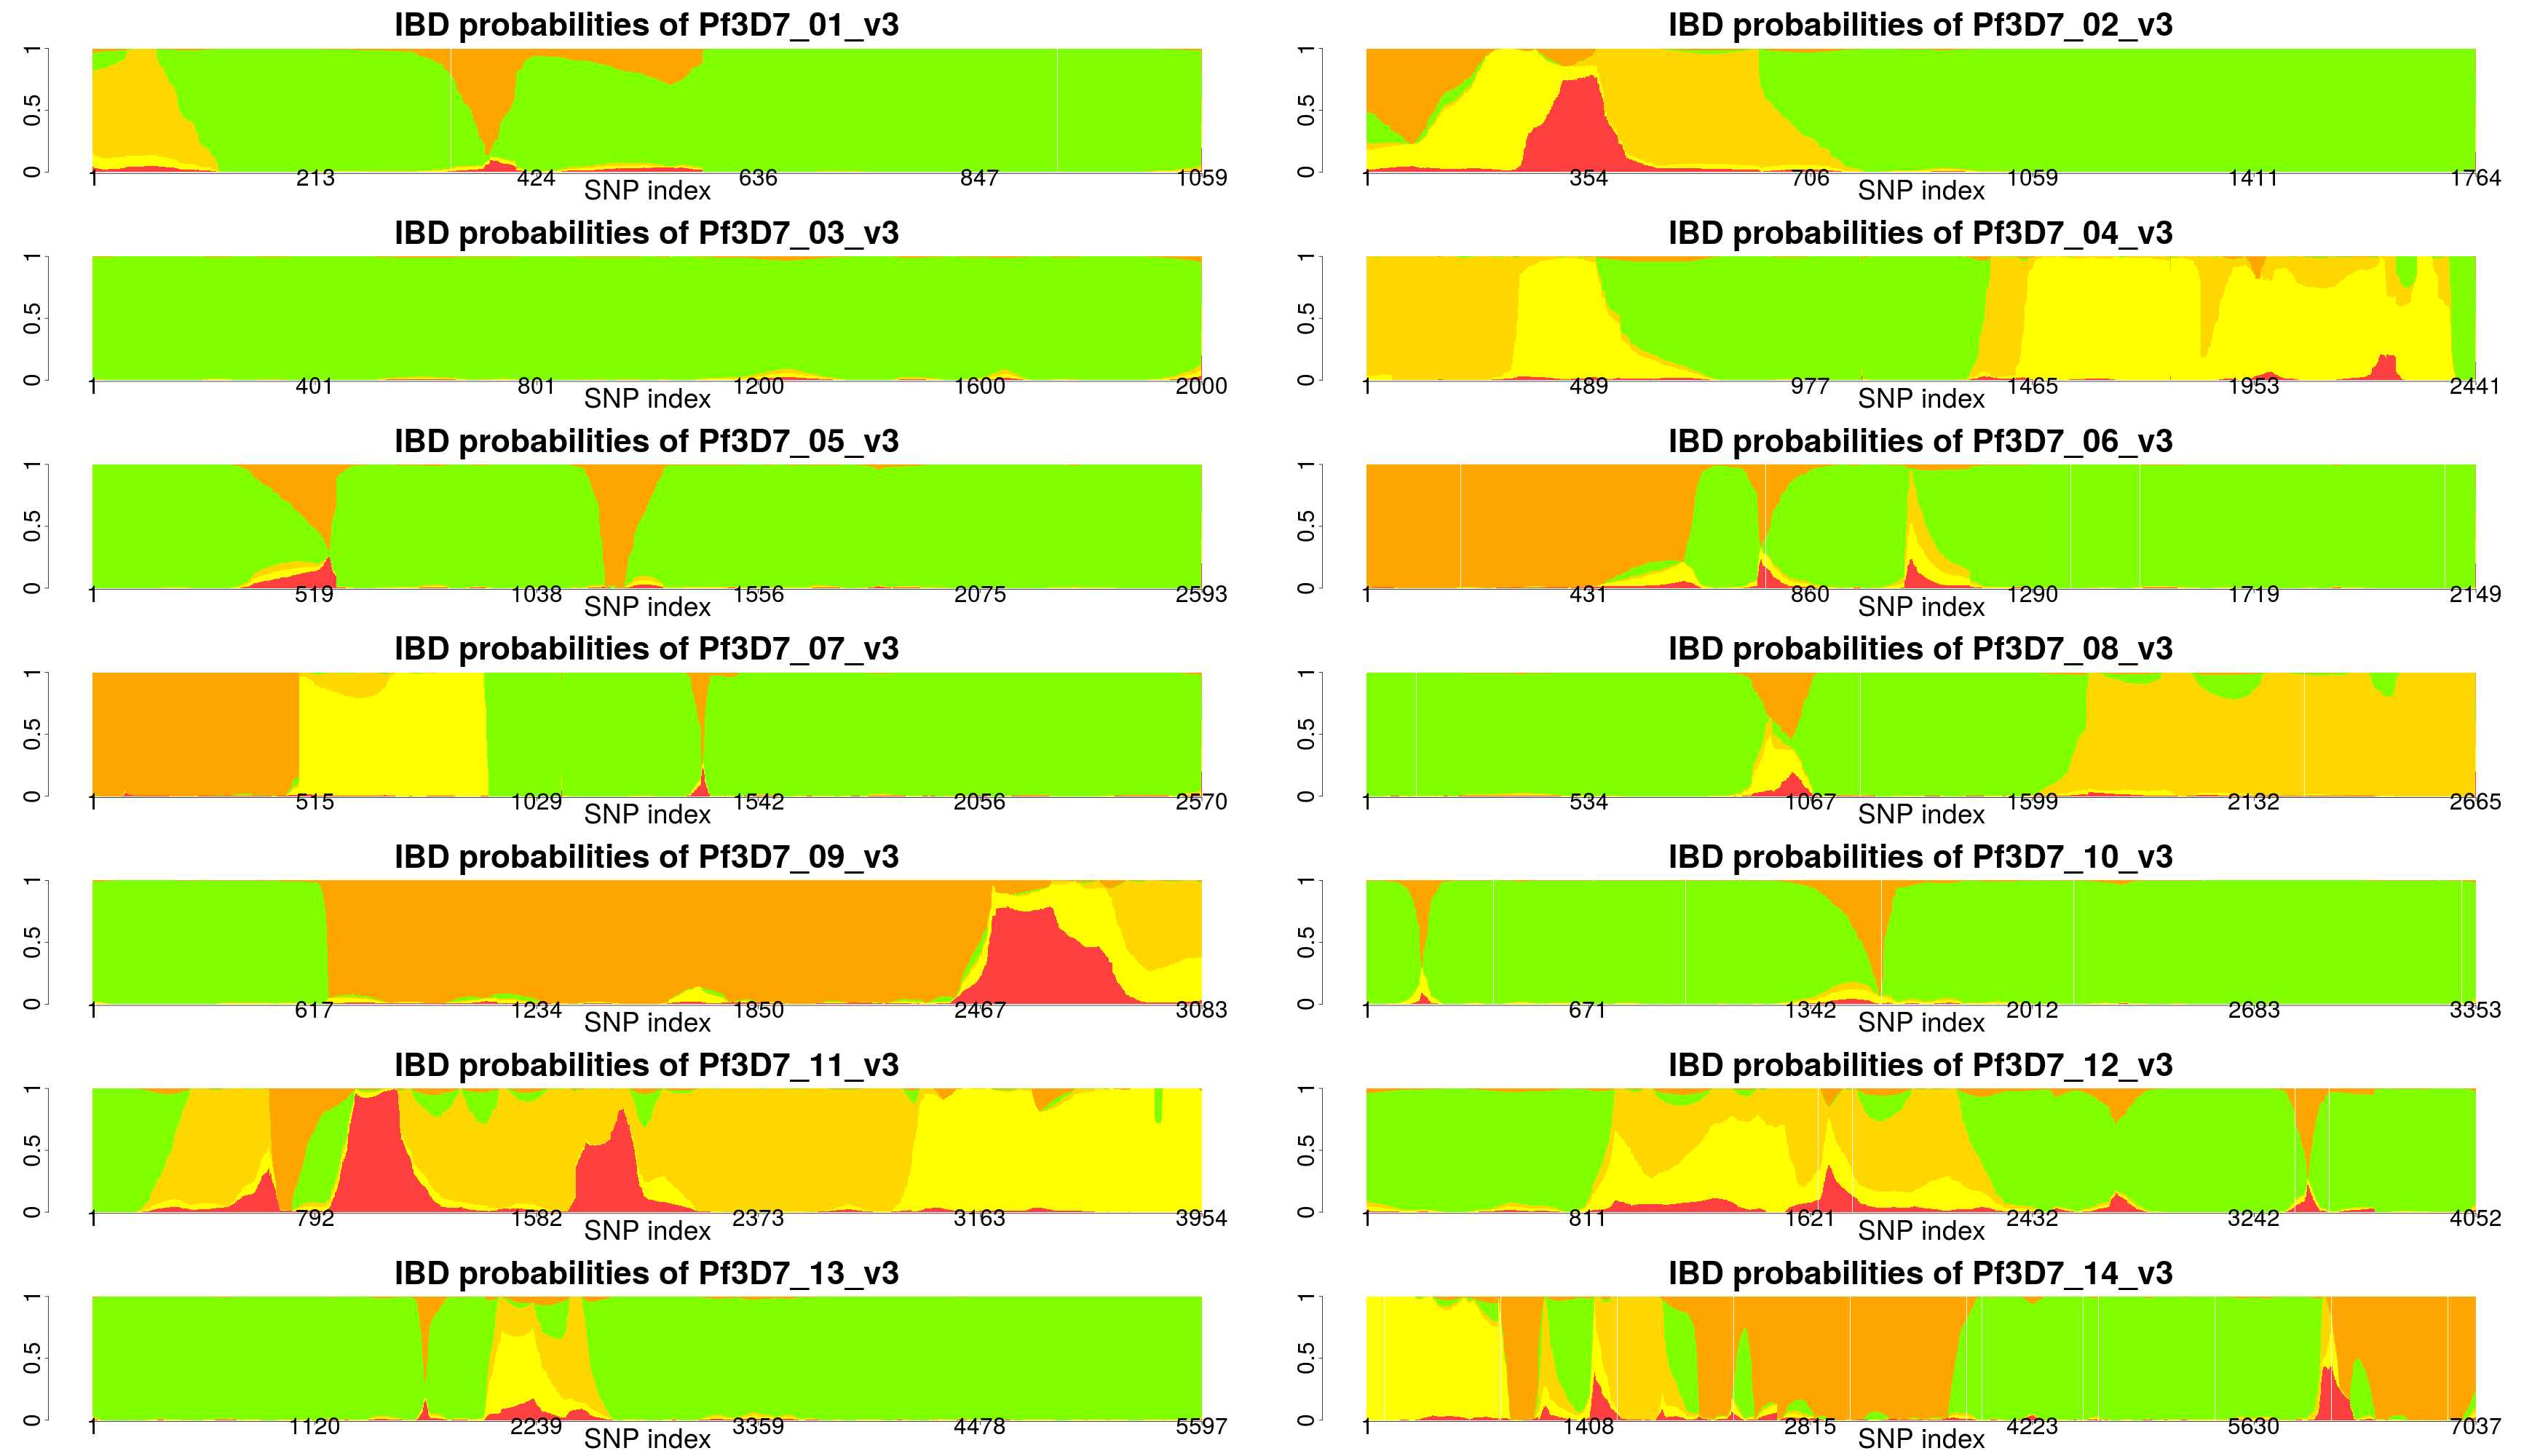 IBD probabilities of Pf3D7_01_v3
1
0.5
0
1 213 424 636 847 1059
SNP index
IBD probabilities of Pf3D7_02_v3
1
0.5
0
1 354 706 1059 1411 1764
SNP index
IBD probabilities of Pf3D7_03_v3
1
0.5
0
1 401 801 1200 1600 2000
SNP index
IBD probabilities of Pf3D7_04_v3
1
0.5
0
1 489 977 1465 1953 2441
SNP index
IBD probabilities of Pf3D7_05_v3
1
0.5
0
1 519 1038 1556 2075 2593
SNP index
IBD probabilities of Pf3D7_06_v3
1
0.5
0
1 431 860 1290 1719 2149
SNP index
IBD probabilities of Pf3D7_07_v3
1
0.5
0
1 515 1029 1542 2056 2570
SNP index
IBD probabilities of Pf3D7_08_v3
1
0.5
0
1 534 1067 1599 2132 2665
SNP index
IBD probabilities of Pf3D7_09_v3
1
0.5
0
1 617 1234 1850 2467 3083
SNP index
IBD probabilities of Pf3D7_10_v3
1
0.5
0
1 671 1342 2012 2683 3353
SNP index
IBD probabilities of Pf3D7_11_v3
1
0.5
0
1 792 1582 2373 3163 3954
SNP index
IBD probabilities of Pf3D7_12_v3
1
0.5
0
1 811 1621 2432 3242 4052
SNP index
IBD probabilities of Pf3D7_13_v3
1
0.5
0
1 1120 2239 3359 4478 5597
SNP index
IBD probabilities of Pf3D7_14_v3
1
0.5
0
1 1408 2815 4223 5630 7037
SNP index